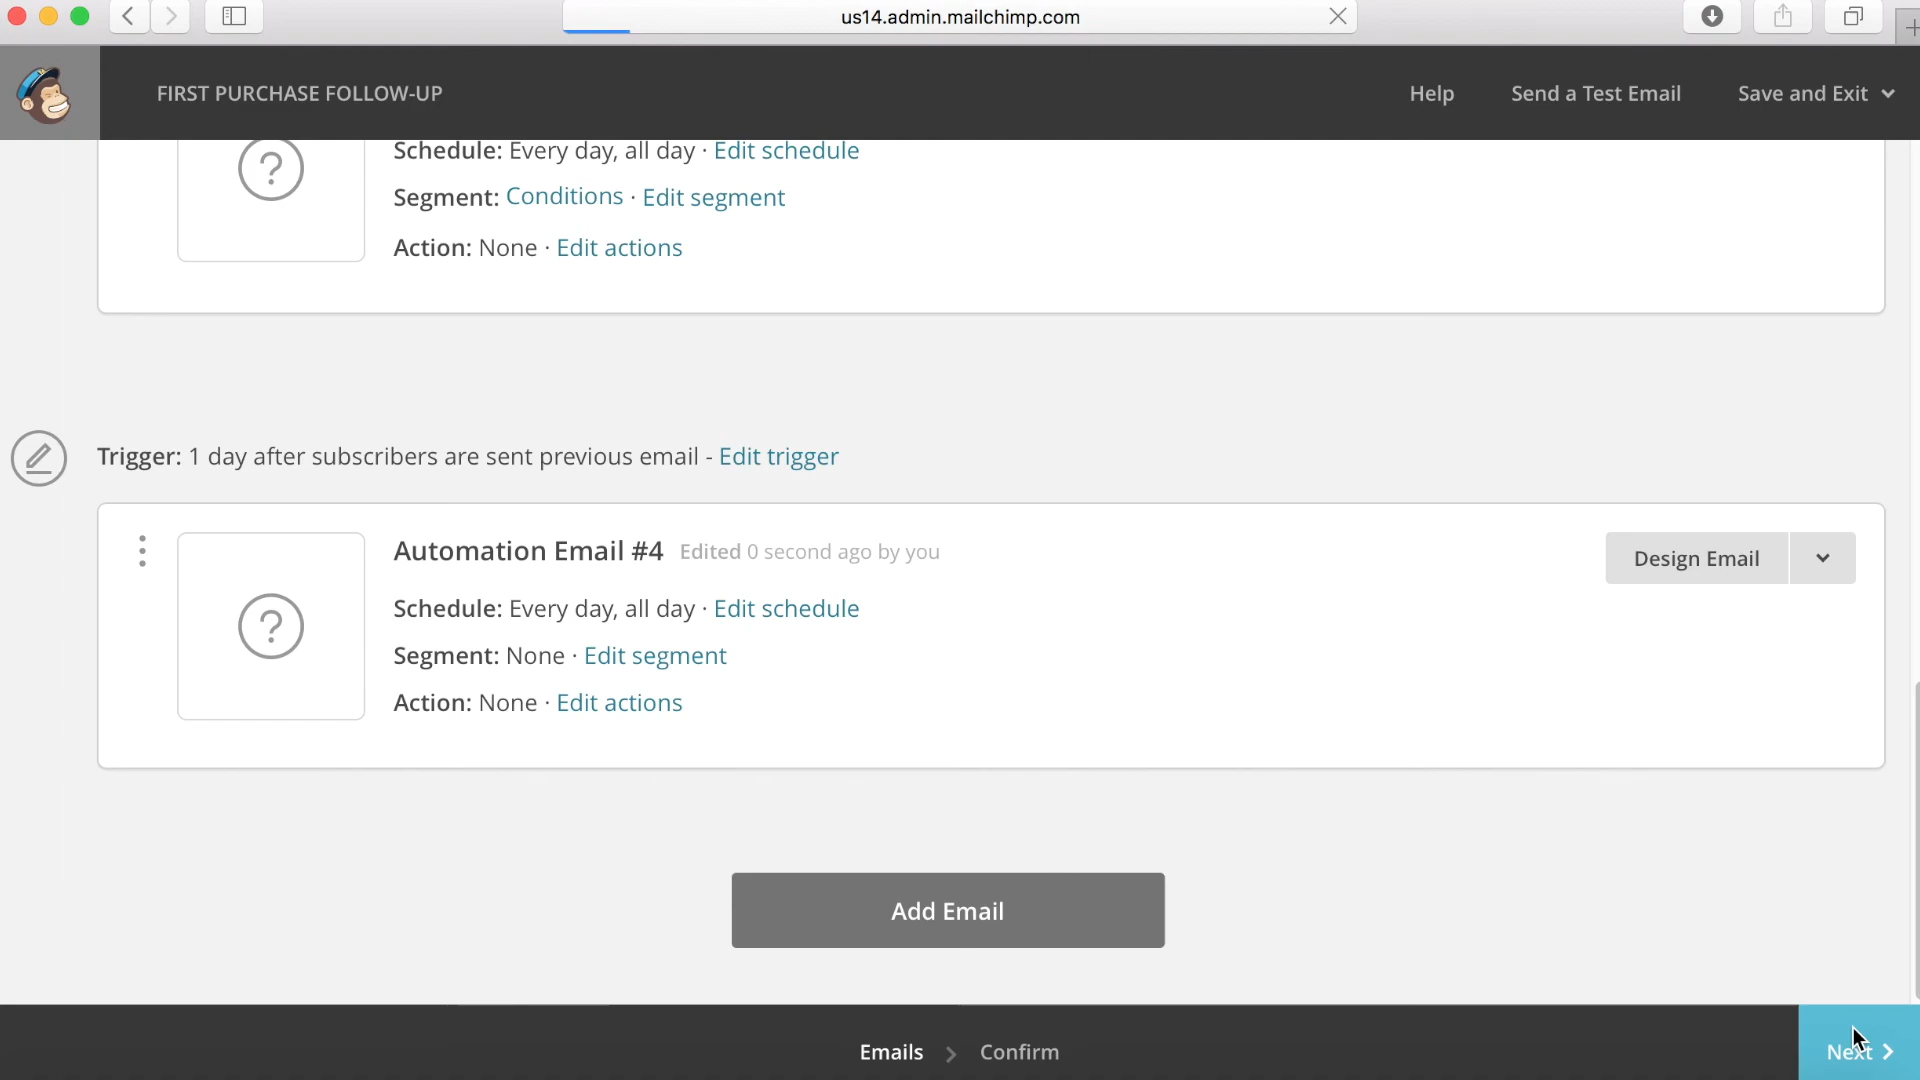 us14.admin.mailchimp.com
FIRST PURCHASE FOLLOW-UP
Help
Send a Test Email
Save and Exit
Schedule: Every day, all day · Edit schedule
Segment: Conditions · Edit segment
Action: None · Edit actions
Trigger: 1 day after subscribers are sent previous email - Edit trigger
Automation Email #4 Edited 0 second ago by you
Design Email
Schedule: Every day, all day · Edit schedule
Segment: None · Edit segment
Action: None · Edit actions
Add Email
Emails > Confirm
Next >